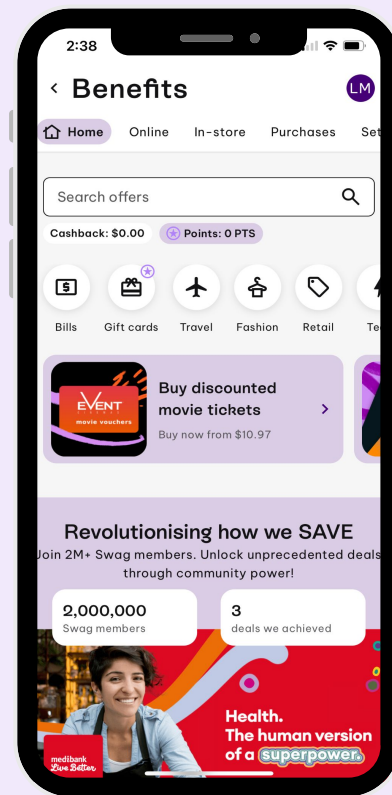 2:38
Benefits
LM
Home Online In-store Purchases Set
Search offers
Cashback: $0.00 Points: 0 PTS
Bills Gift cards Travel Fashion Retail Te
EVENT
CINEMAS
movie vouchers
Buy discounted
movie tickets
Buy now from $10.97
Revolutionising how we SAVE
Join 2M+ Swag members. Unlock unprecedented deals
through community power!
2,000,000
Swag members
3
deals we achieved
Health.
The human version
of a superpower.
medibank
Live Better